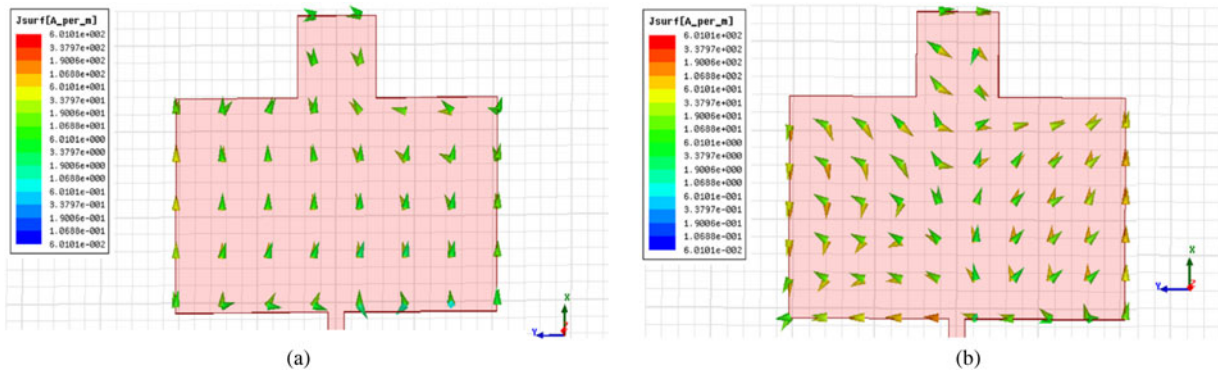 Jsurf[A_per_m]
6.0101e+002
3.3797e+002
1.9006e+002
1.0688e+002
6.0101e+001
3.3797e+001
1.9006e+001
1.0688e+001
6.0101e+000
3.3797e+000
1.9006e+000
1.0688e+000
6.0101e-001
3.3797e-001
1.9006e-001
1.0688e-001
6.0101e-002
X
Y
(a)
Jsurf[A_per_m]
6.0101e+002
3.3797e+002
1.9006e+002
1.0688e+002
6.0101e+001
3.3797e+001
1.9006e+001
1.0688e+001
6.0101e+000
3.3797e+000
1.9006e+000
1.0688e+000
6.0101e-001
3.3797e-001
1.9006e-001
1.0688e-001
6.0101e-002
X
Y
(b)